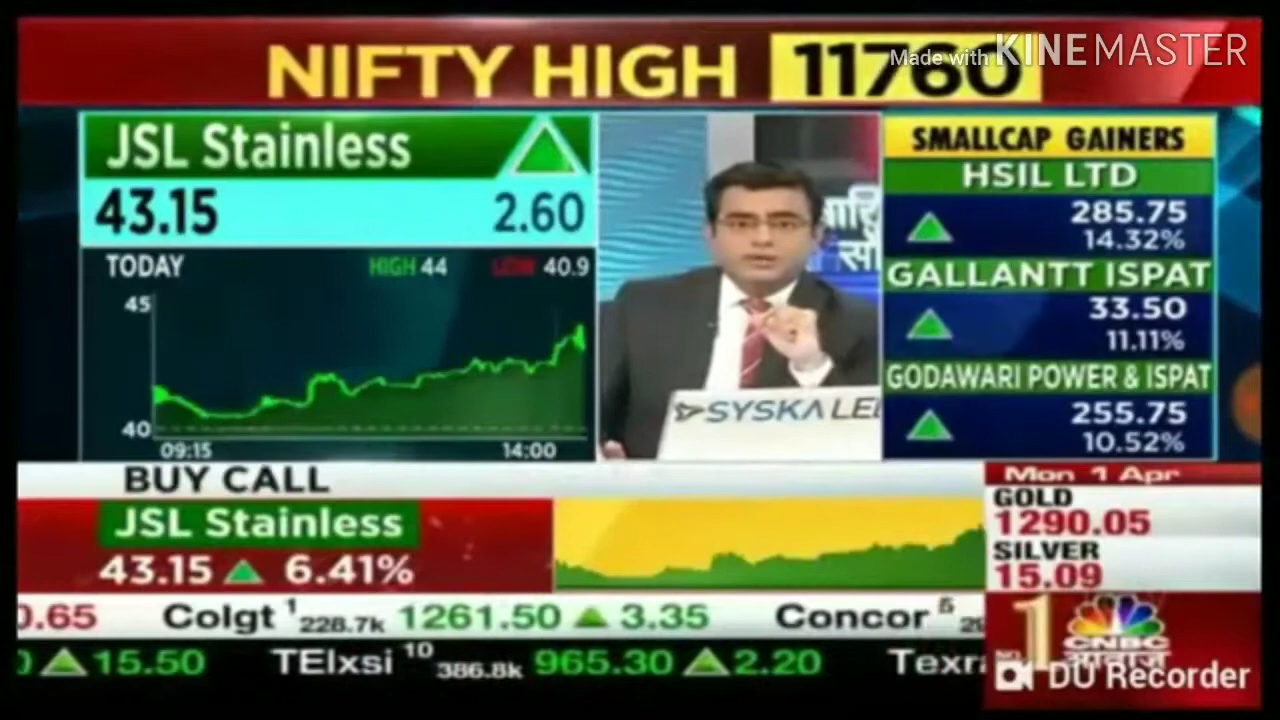 NIFTY HIGH 11760
Made with KINEMASTER
JSL Stainless
43.15 2.60
TODAY HIGH 44 LOW 40.9
45
40
09:15 14:00
SYSKA LED
SMALLCAP GAINERS
HSIL LTD
285.75
14.32%
GALLANTT ISPAT
33.50
11.11%
GODAWARI POWER & ISPAT
255.75
10.52%
BUY CALL
JSL Stainless
43.15 6.41%
Mon 1 Apr
GOLD
1290.05
SILVER
15.09
0.65 Colgt 1 228.7k 1261.50 3.35 Concor 5
15.50 TElxsi 10 386.8k 965.30 2.20 Texra
NO. 1
CNBC
DU Recorder